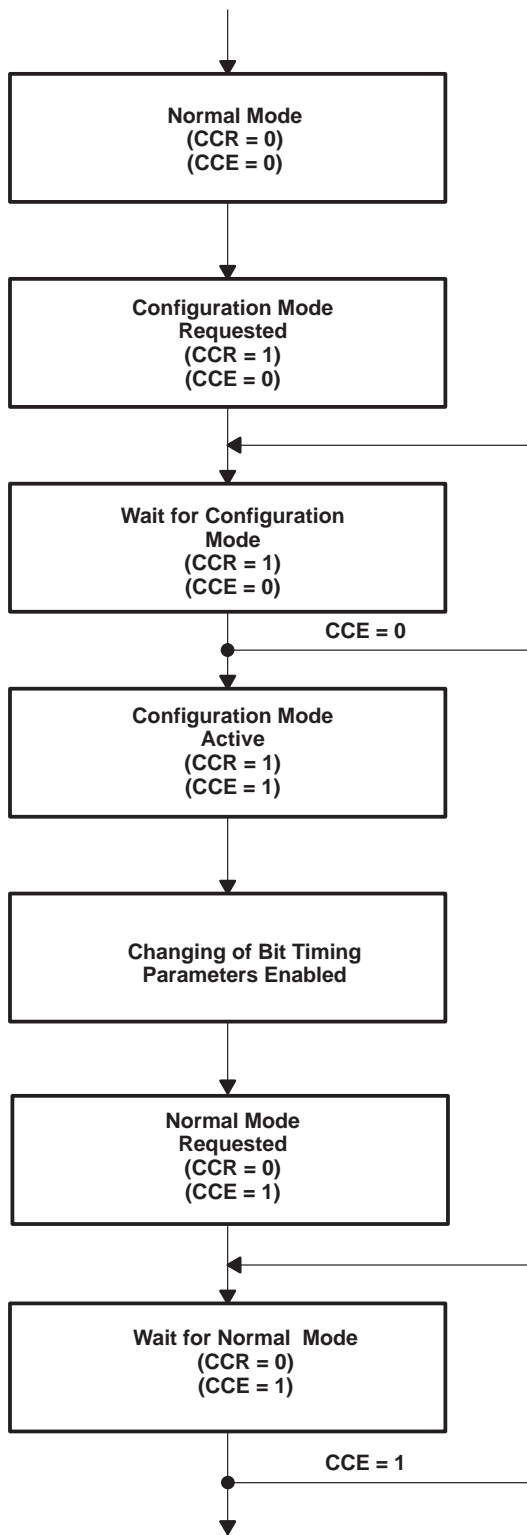 Normal Mode
(CCR = 0)
(CCE = 0)
Configuration Mode
Requested
(CCR = 1)
(CCE = 0)
Wait for Configuration
Mode
(CCR = 1)
(CCE = 0)
CCE = 0
Configuration Mode
Active
(CCR = 1)
(CCE = 1)
Changing of Bit Timing
Parameters Enabled
Normal Mode
Requested
(CCR = 0)
(CCE = 1)
Wait for Normal Mode
(CCR = 0)
(CCE = 1)
CCE = 1